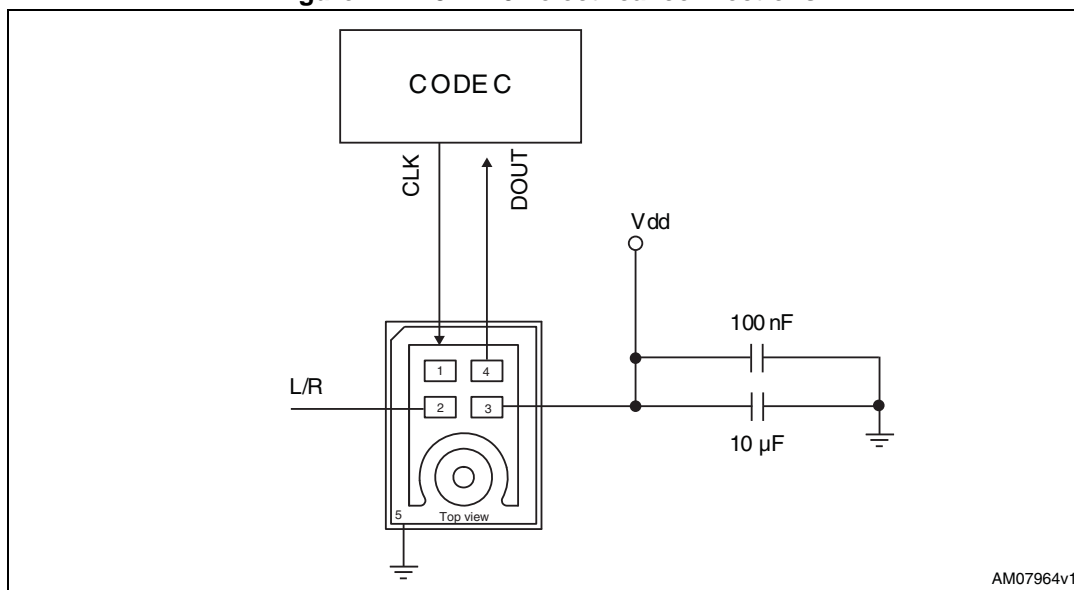 CODEC
CLK
DOUT
Vdd
100 nF
L/R
1
4
2
3
10 µF
5
Top view
AM07964v1